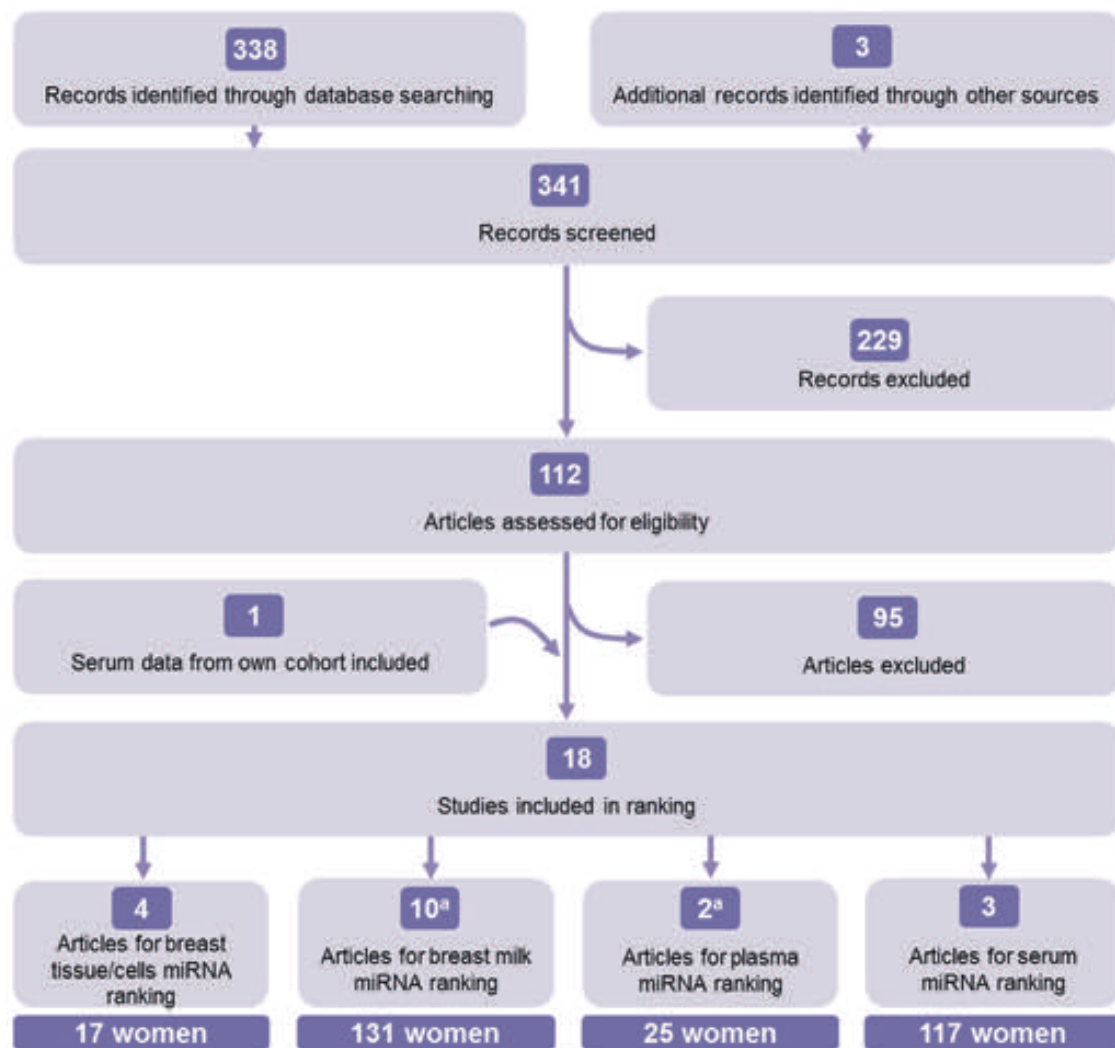 338
Records identified through database searching
3
Additional records identified through other sources
341
Records screened
229
Records excluded
112
Articles assessed for eligibility
1
Serum data from own cohort included
95
Articles excluded
18
Studies included in ranking
4
Articles for breast
tissue/cells miRNA
ranking
17 women
10ᵃ
Articles for breast milk
miRNA ranking
131 women
2ᵃ
Articles for plasma
miRNA ranking
25 women
3
Articles for serum
miRNA ranking
117 women